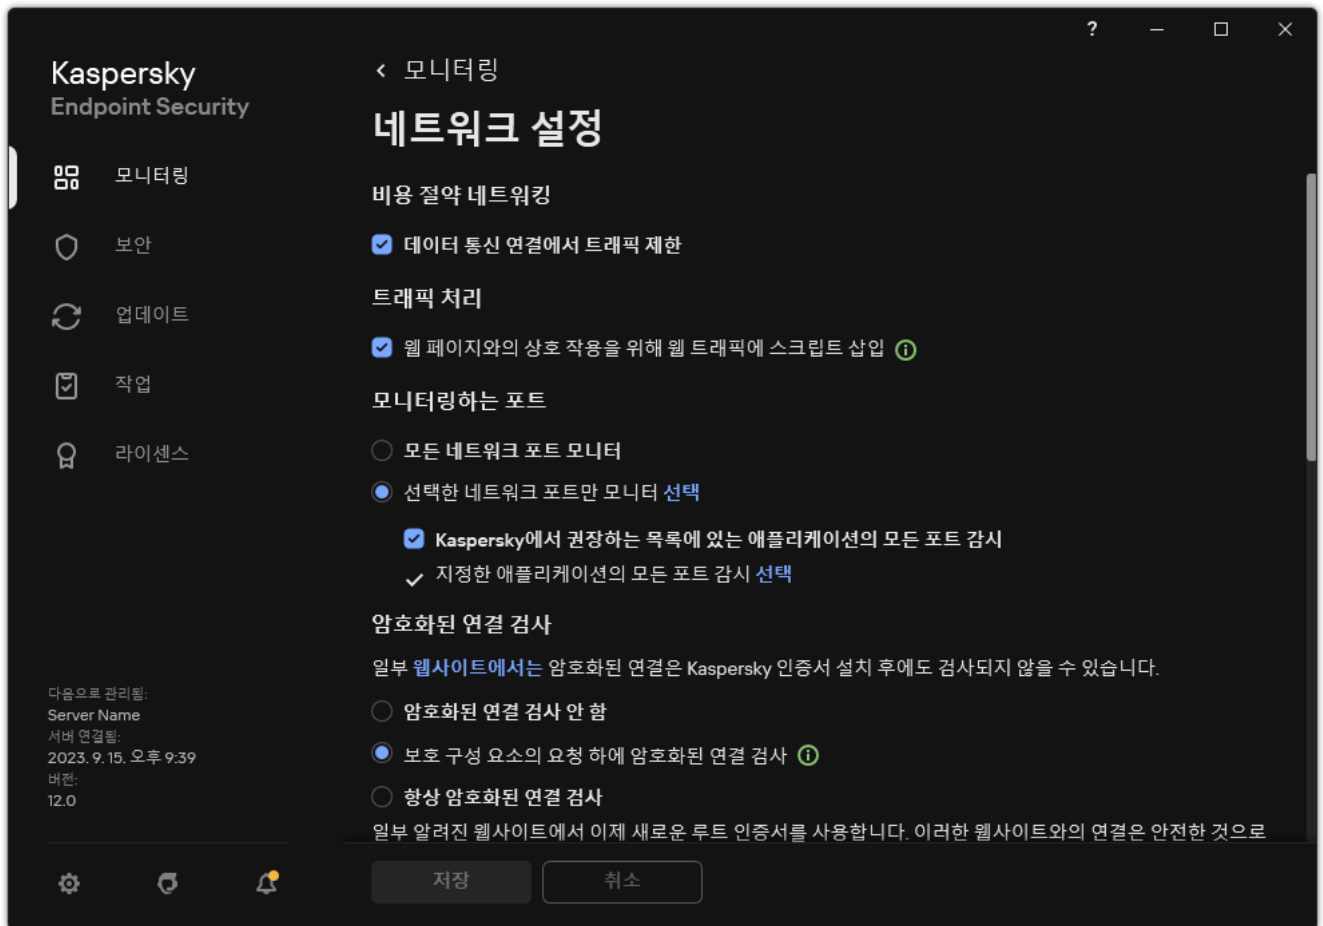 ?
Kaspersky
Endpoint Security
모니터링
보안
업데이트
작업
라이센스
다음으로 관리됨:
Server Name
서버 연결됨:
2023. 9. 15. 오후 9:39
버전:
12.0
모니터링
네트워크 설정
비용 절약 네트워킹
데이터 통신 연결에서 트래픽 제한
트래픽 처리
웹 페이지와의 상호 작용을 위해 웹 트래픽에 스크립트 삽입
모니터링하는 포트
모든 네트워크 포트 모니터
선택한 네트워크 포트만 모니터 선택
Kaspersky에서 권장하는 목록에 있는 애플리케이션의 모든 포트 감시
지정한 애플리케이션의 모든 포트 감시 선택
암호화된 연결 검사
일부 웹사이트에서는 암호화된 연결은 Kaspersky 인증서 설치 후에도 검사되지 않을 수 있습니다.
암호화된 연결 검사 안 함
보호 구성 요소의 요청 하에 암호화된 연결 검사
항상 암호화된 연결 검사
일부 알려진 웹사이트에서 이제 새로운 루트 인증서를 사용합니다. 이러한 웹사이트와의 연결은 안전한 것으로
저장
취소